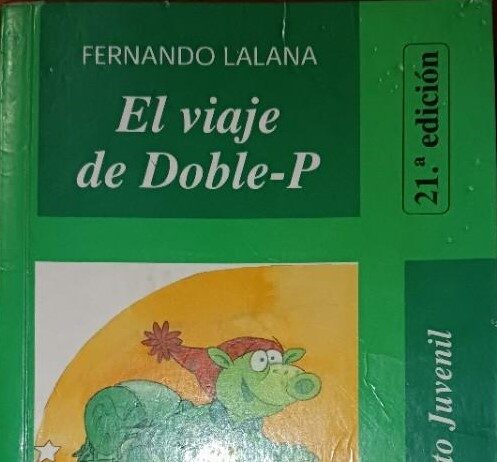 FERNANDO LALANA
El viaje
de Doble-P
21.ª edición
Juvenil